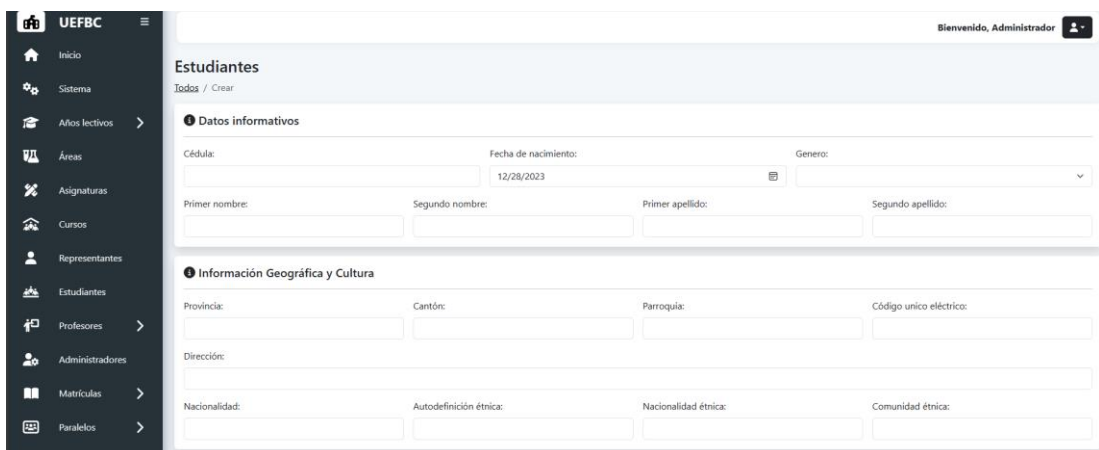 UEFBC
Bienvenido, Administrador
Inicio
Sistema
Años lectivos
Áreas
Asignaturas
Cursos
Representantes
Estudiantes
Profesores
Administradores
Matrículas
Paralelos
Estudiantes
Todos / Crear
Datos informativos
Cédula: Fecha de nacimiento: Genero:
12/28/2023
Primer nombre: Segundo nombre: Primer apellido: Segundo apellido:
Información Geográfica y Cultura
Provincia: Cantón: Parroquia: Código unico eléctrico:
Dirección:
Nacionalidad: Autodefinición étnica: Nacionalidad étnica: Comunidad étnica: